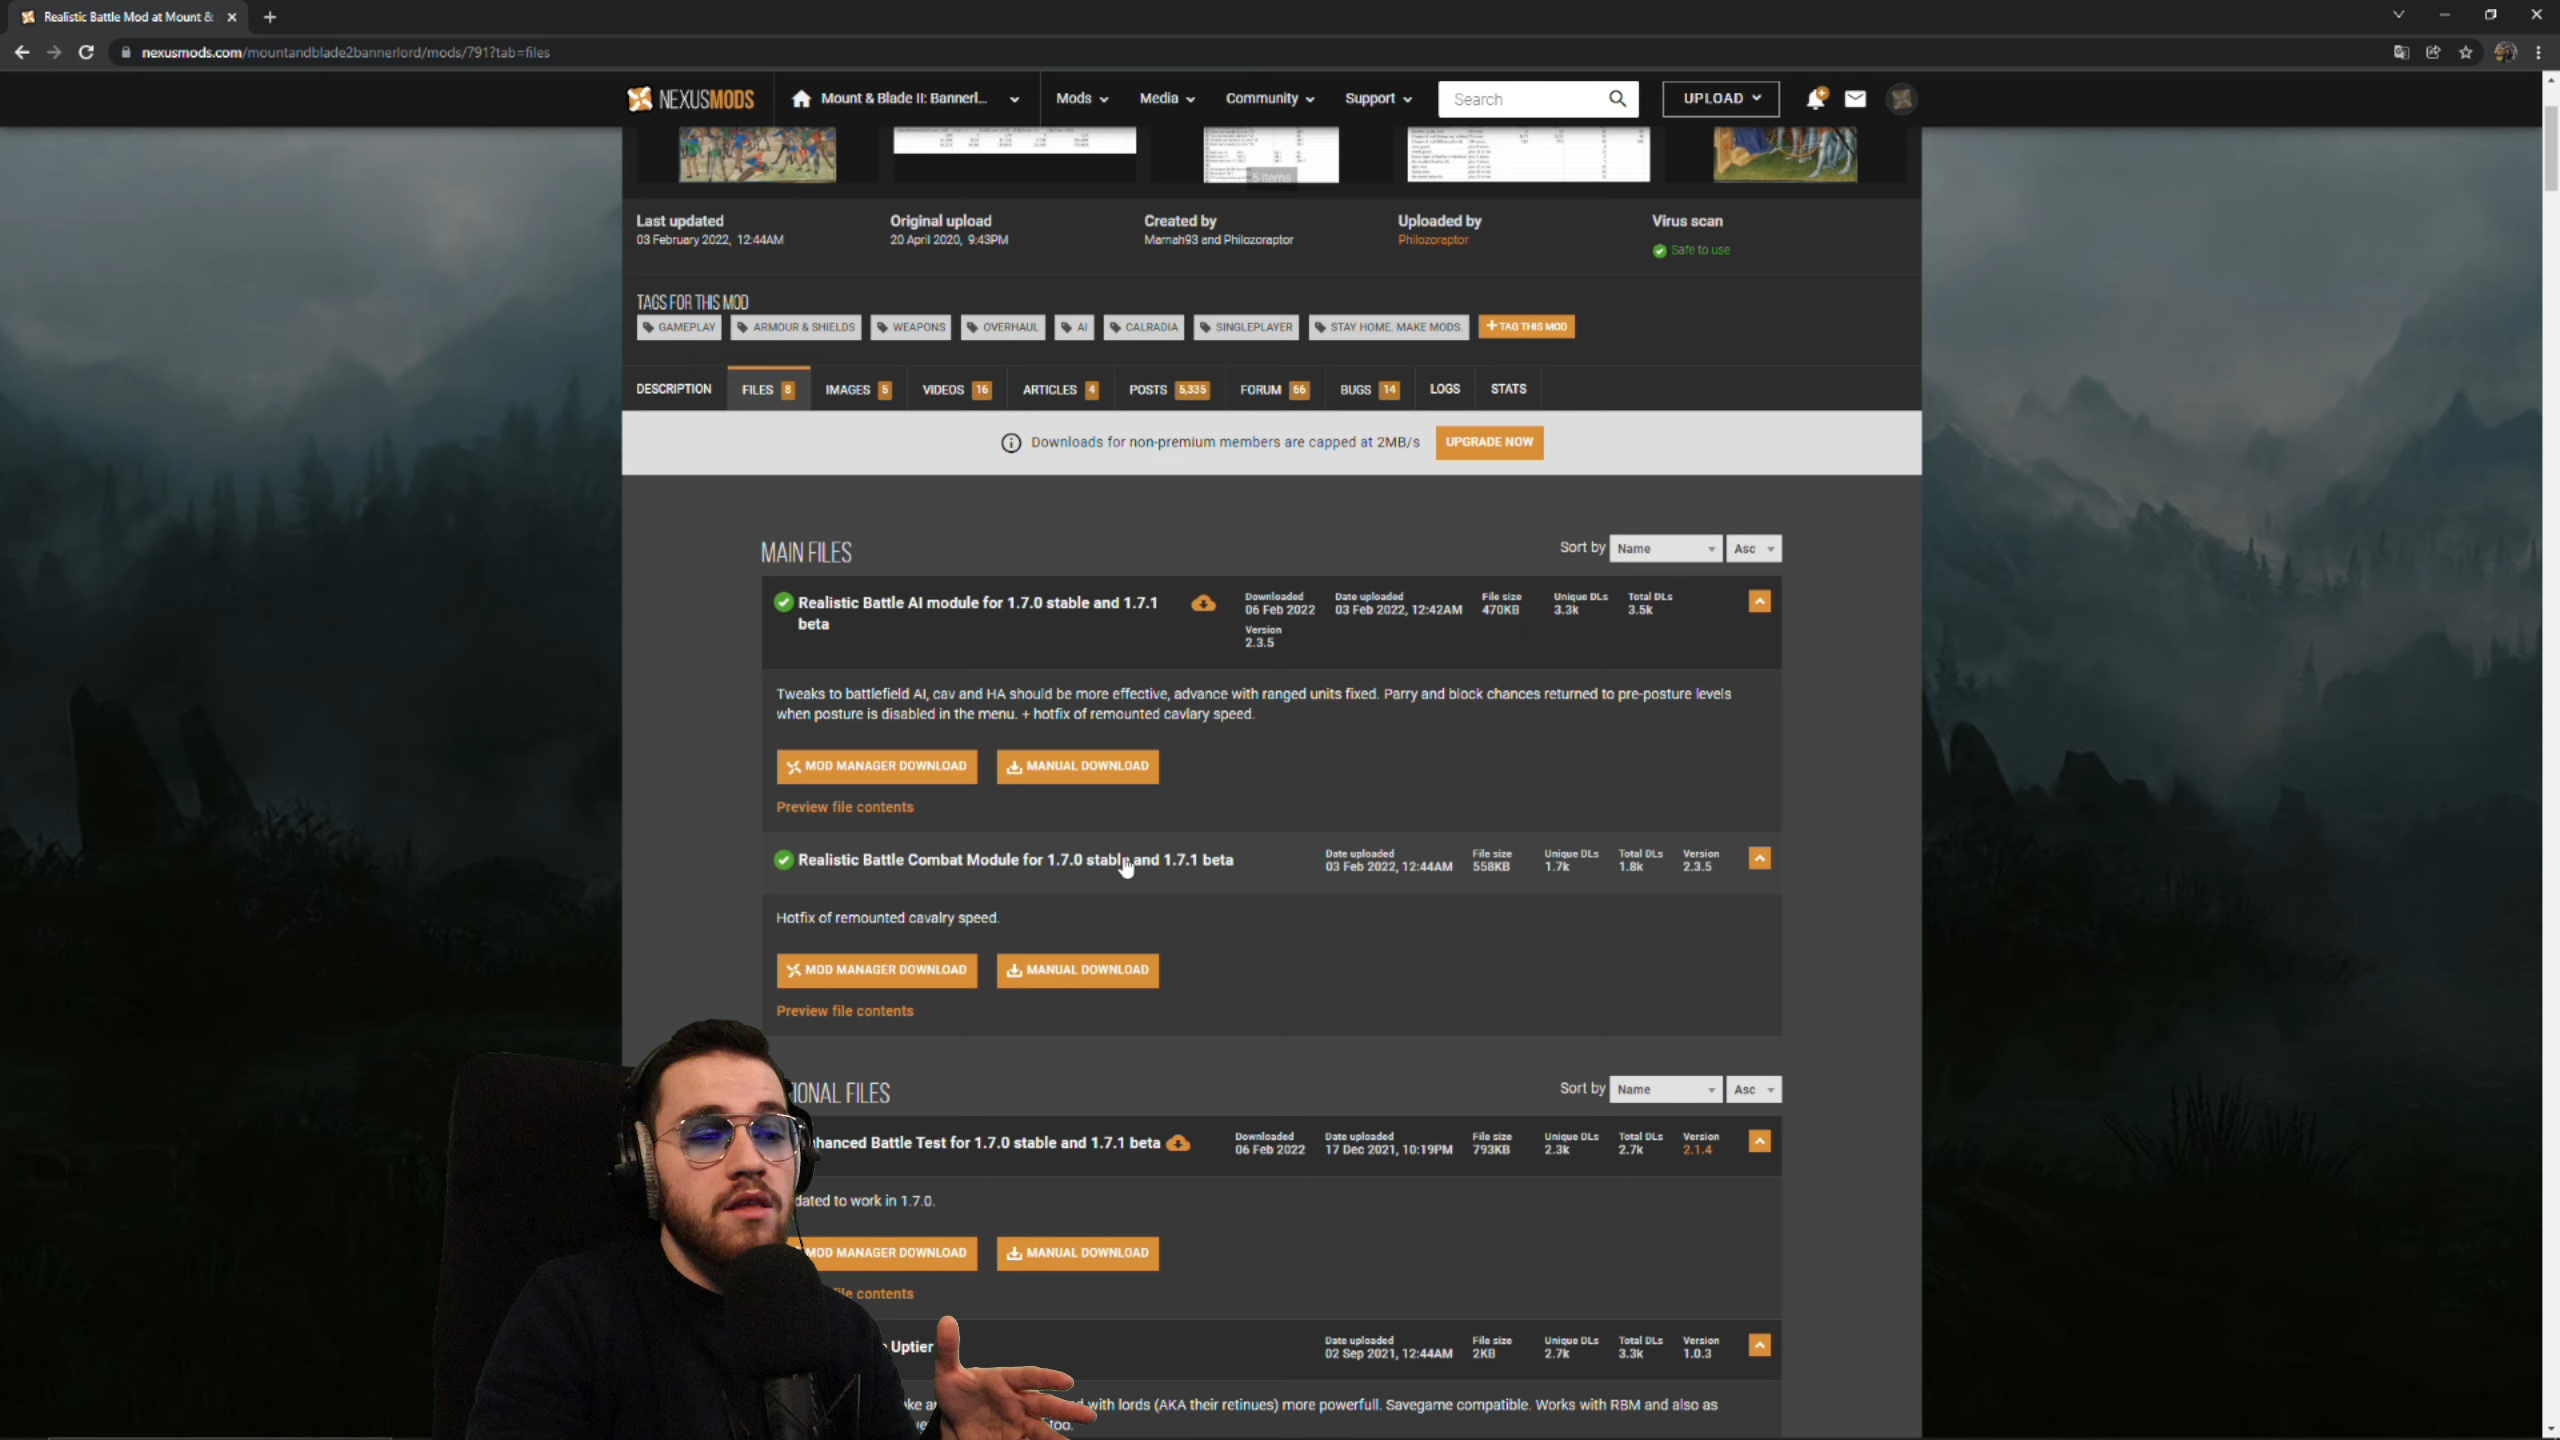 Realistic Battle Mod at Mount &
nexusmods.com/mountandblade2bannerlord/mods/791?tab=files
NEXUSMODS
Mount & Blade II: Bannerl...
Mods
Media
Community
Support
Search
UPLOAD
5 items
Last updated
03 February 2022, 12:44AM
Original upload
20 April 2020, 9:43PM
Created by
Marnah93 and Philozoraptor
Uploaded by
Philozoraptor
Virus scan
Safe to use
TAGS FOR THIS MOD
GAMEPLAY
ARMOUR & SHIELDS
WEAPONS
OVERHAUL
AI
CALRADIA
SINGLEPLAYER
STAY HOME. MAKE MODS.
+ TAG THIS MOD
DESCRIPTION
FILES 8
IMAGES 5
VIDEOS 16
ARTICLES 4
POSTS 5,335
FORUM 66
BUGS 14
LOGS
STATS
Downloads for non-premium members are capped at 2MB/s
UPGRADE NOW
MAIN FILES
Sort by Name Asc
Realistic Battle AI module for 1.7.0 stable and 1.7.1
beta
Downloaded
06 Feb 2022
Date uploaded
03 Feb 2022, 12:42AM
File size
470KB
Unique DLs
3.3k
Total DLs
3.5k
Version
2.3.5
Tweaks to battlefield AI, cav and HA should be more effective, advance with ranged units fixed. Parry and block chances returned to pre-posture levels
when posture is disabled in the menu. + hotfix of remounted cavlary speed.
MOD MANAGER DOWNLOAD
MANUAL DOWNLOAD
Preview file contents
Realistic Battle Combat Module for 1.7.0 stable and 1.7.1 beta
Date uploaded
03 Feb 2022, 12:44AM
File size
558KB
Unique DLs
1.7k
Total DLs
1.8k
Version
2.3.5
Hotfix of remounted cavalry speed.
MOD MANAGER DOWNLOAD
MANUAL DOWNLOAD
Preview file contents
IONAL FILES
Sort by Name Asc
hanced Battle Test for 1.7.0 stable and 1.7.1 beta
Downloaded
06 Feb 2022
Date uploaded
17 Dec 2021, 10:19PM
File size
793KB
Unique DLs
2.3k
Total DLs
2.7k
Version
2.1.4
dated to work in 1.7.0.
MOD MANAGER DOWNLOAD
MANUAL DOWNLOAD
file contents
Uptier
Date uploaded
02 Sep 2021, 12:44AM
File size
2KB
Unique DLs
2.7k
Total DLs
3.3k
Version
1.0.3
with lords (AKA their retinues) more powerfull. Savegame compatible. Works with RBM and also as
too.